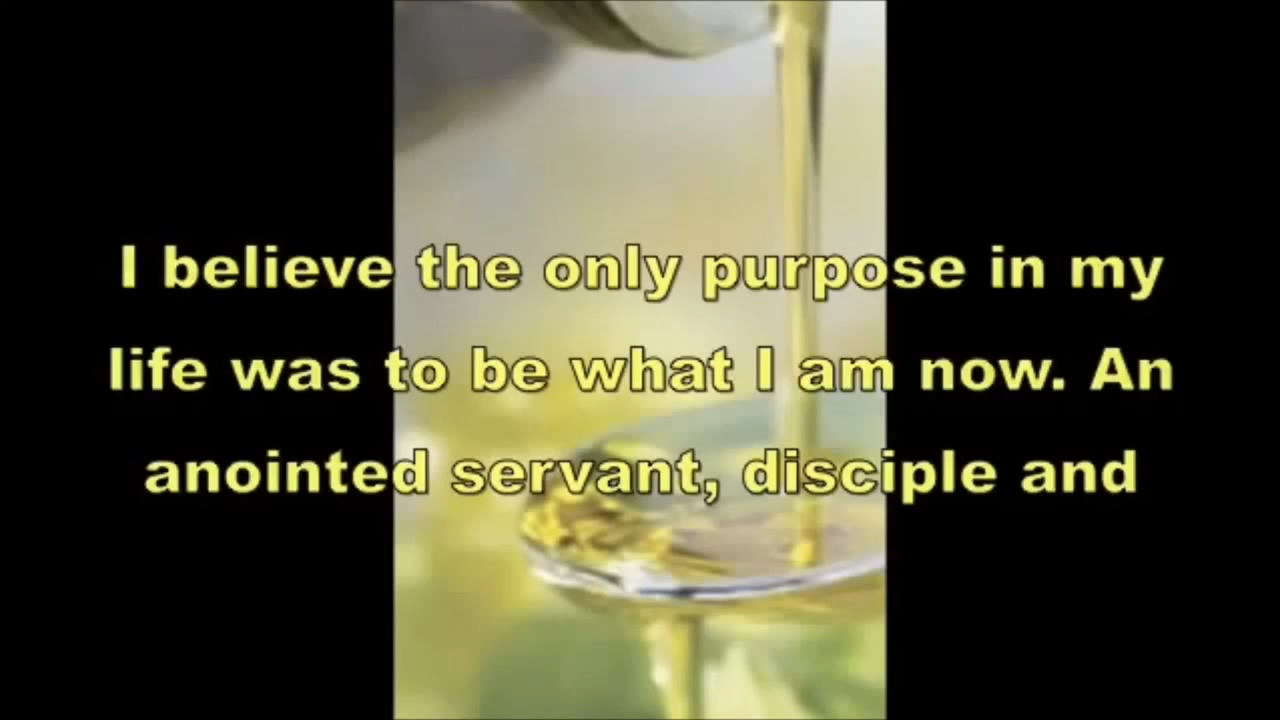 I believe the only purpose in my
life was to be what I am now. An
anointed servant, disciple and